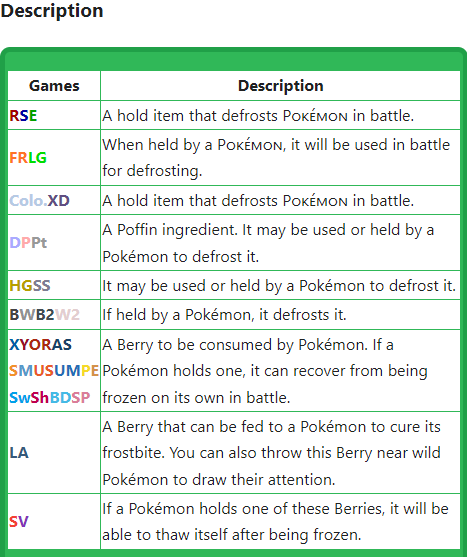 Description
Games Description
RSE A hold item that defrosts POKÉMON in battle.
FRLG When held by a POKÉMON, it will be used in battle
for defrosting.
Colo.XD A hold item that defrosts POKÉMON in battle.
DPPt A Poffin ingredient. It may be used or held by a
Pokémon to defrost it.
HGSS It may be used or held by a Pokémon to defrost it.
BWB2W2 If held by a Pokémon, it defrosts it.
XYORAS A Berry to be consumed by Pokémon. If a
SMUSUMPE Pokémon holds one, it can recover from being
SwShBDSP frozen on its own in battle.
A Berry that can be fed to a Pokémon to cure its
LA frostbite. You can also throw this Berry near wild
Pokémon to draw their attention.
SV If a Pokémon holds one of these Berries, it will be
able to thaw itself after being frozen.